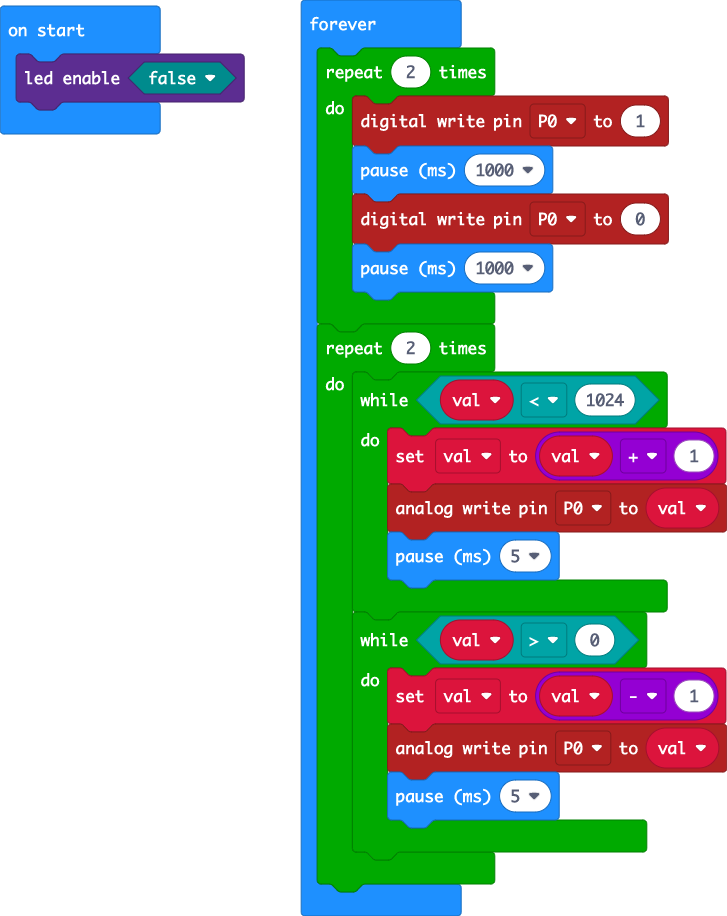 on start
led enable false
forever
repeat 2 times
do
digital write pin P0 to 1
pause (ms) 1000
digital write pin P0 to 0
pause (ms) 1000
repeat 2 times
do
while val < 1024
do
set val to val + 1
analog write pin P0 to val
pause (ms) 5
while val > 0
do
set val to val - 1
analog write pin P0 to val
pause (ms) 5